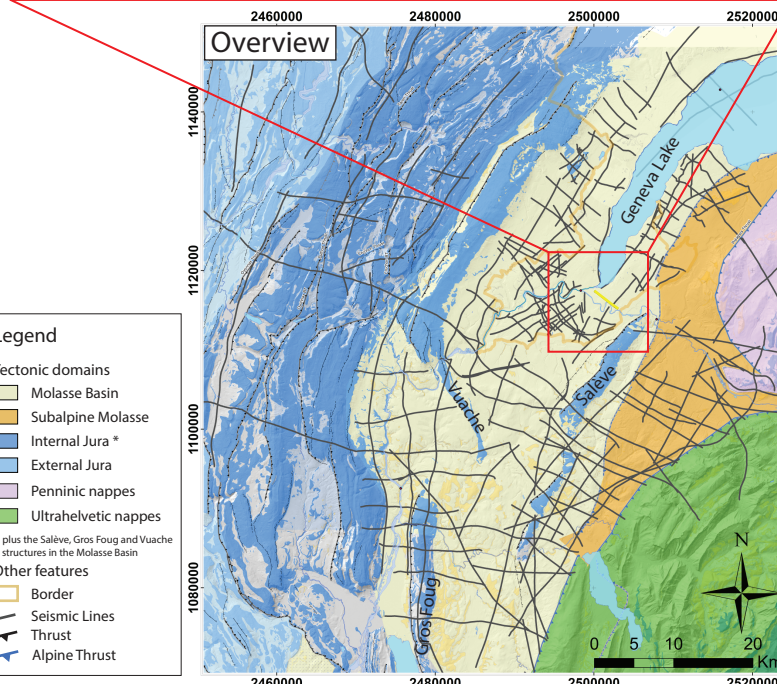 2460000 2480000 2500000 2520000
Overview
1140000
Geneva Lake
1120000
Legend
ectonic domains
Molasse Basin
Subalpine Molasse
Internal Jura *
External Jura
Penninic nappes
Ultrahelvetic nappes
plus the Salève, Gros Foug and Vuache
structures in the Molasse Basin
Other features
Border
Seismic Lines
Thrust
Alpine Thrust
Vuache
Salève
1100000
Gros Foug
1080000
N
0 5 10 20
Km
2460000 2480000 2500000 2520000